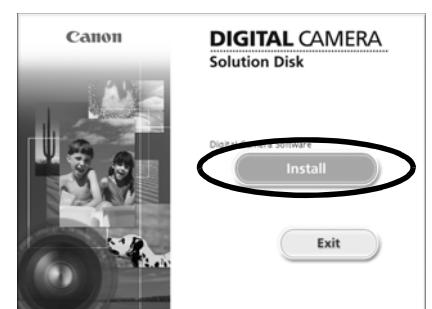 Canon
DIGITAL CAMERA
Solution Disk
Digital Camera Software
Install
Exit